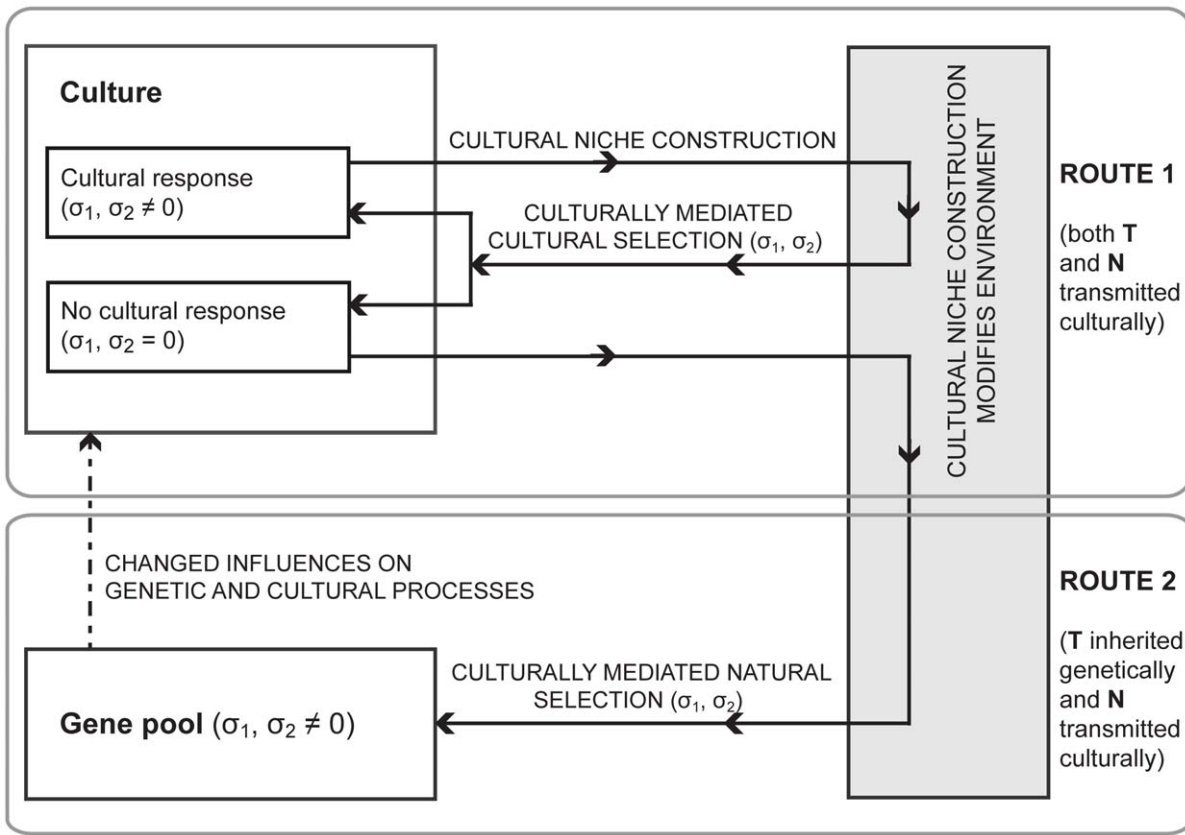 Culture
Cultural response
(σ₁, σ₂ ≠ 0)
No cultural response
(σ₁, σ₂ = 0)
CULTURAL NICHE CONSTRUCTION
CULTURALLY MEDIATED
CULTURAL SELECTION (σ₁, σ₂)
CULTURAL NICHE CONSTRUCTION
MODIFIES ENVIRONMENT
ROUTE 1
(both T
and N
transmitted
culturally)
CHANGED INFLUENCES ON
GENETIC AND CULTURAL PROCESSES
Gene pool (σ₁, σ₂ ≠ 0)
CULTURALLY MEDIATED NATURAL
SELECTION (σ₁, σ₂)
ROUTE 2
(T inherited
genetically
and N
transmitted
culturally)